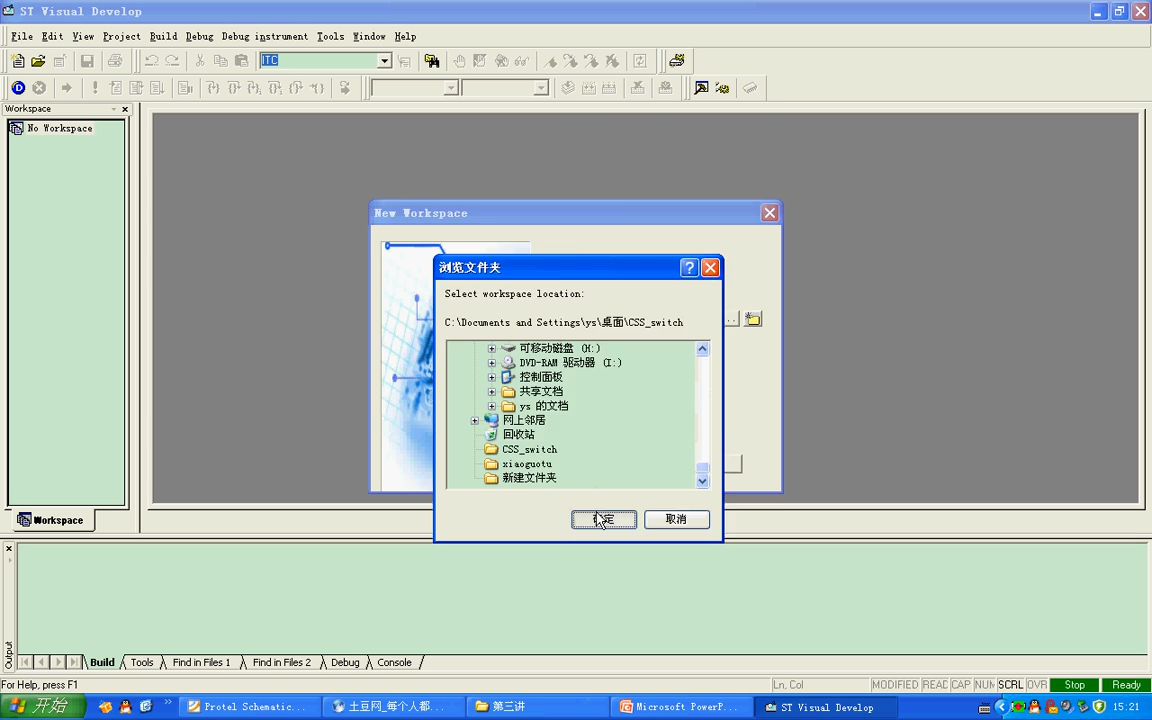 ST Visual Develop
File Edit View Project Build Debug Debug instrument Tools Window Help
ITC
Workspace
No Workspace
New Workspace
浏览文件夹
Select workspace location:
C:\Documents and Settings\ys\桌面\CSS_switch
可移动磁盘 (H:)
DVD-RAM 驱动器 (I:)
控制面板
共享文档
ys 的文档
网上邻居
回收站
CSS_switch
xiaoguotu
新建文件夹
确定 取消
Workspace
Output
Build Tools Find in Files 1 Find in Files 2 Debug Console
For Help, press F1 Ln, Col MODIFIED READ CAP NUM SCRL OVR Stop Ready
开始 Protel Schematic... 土豆网_每个人都... 第三讲 Microsoft PowerP... ST Visual Develop 15:21